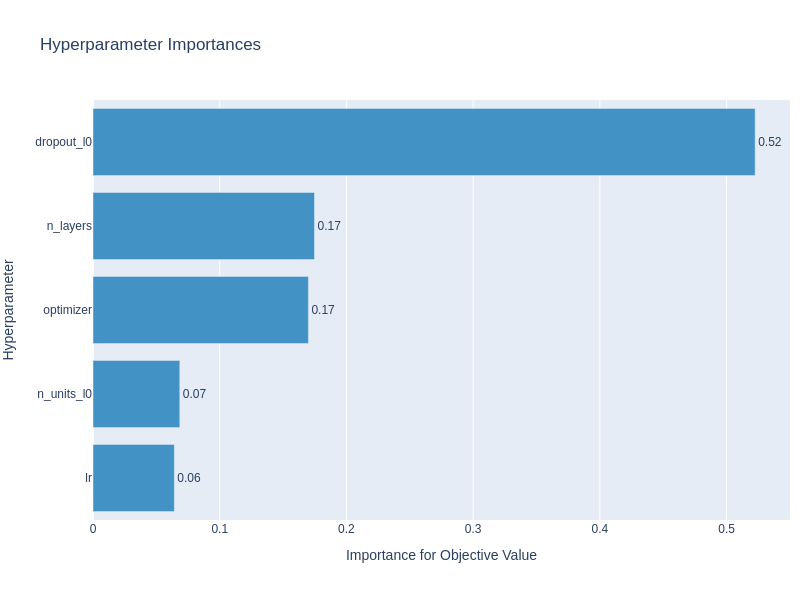 Hyperparameter Importances
Hyperparameter
dropout_l0
0.52
n_layers
0.17
optimizer
0.17
n_units_l0
0.07
lr
0.06
0
0.1
0.2
0.3
0.4
0.5
Importance for Objective Value